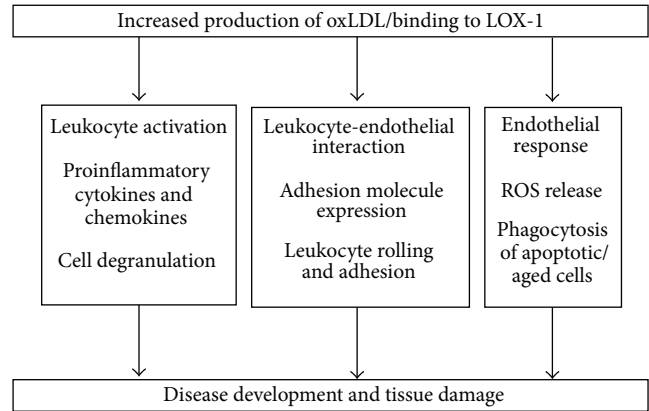 Increased production of oxLDL/binding to LOX-1
Leukocyte activation
Proinflammatory
cytokines and
chemokines
Cell degranulation
Leukocyte-endothelial
interaction
Adhesion molecule
expression
Leukocyte rolling
and adhesion
Endothelial
response
ROS release
Phagocytosis
of apoptotic/
aged cells
Disease development and tissue damage